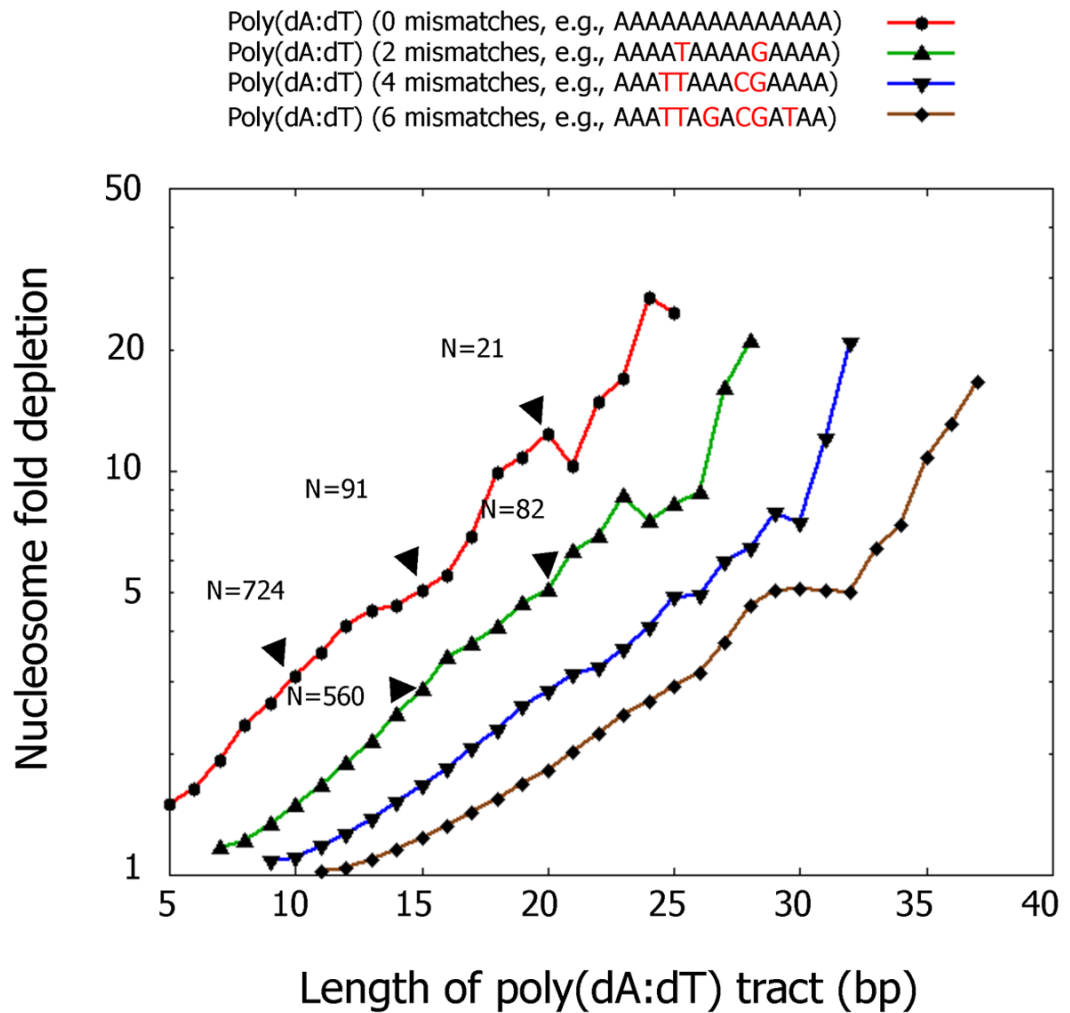 Poly(dA:dT) (0 mismatches, e.g., AAAAAAAAAAAAAA)
Poly(dA:dT) (2 mismatches, e.g., AAAATAAAAGAAAA)
Poly(dA:dT) (4 mismatches, e.g., AAATTAAACGAAAA)
Poly(dA:dT) (6 mismatches, e.g., AAATTAGACGATAA)
50
20
10
5
1
Nucleosome fold depletion
N=21
N=91
N=82
N=724
N=560
5 10 15 20 25 30 35 40
Length of poly(dA:dT) tract (bp)